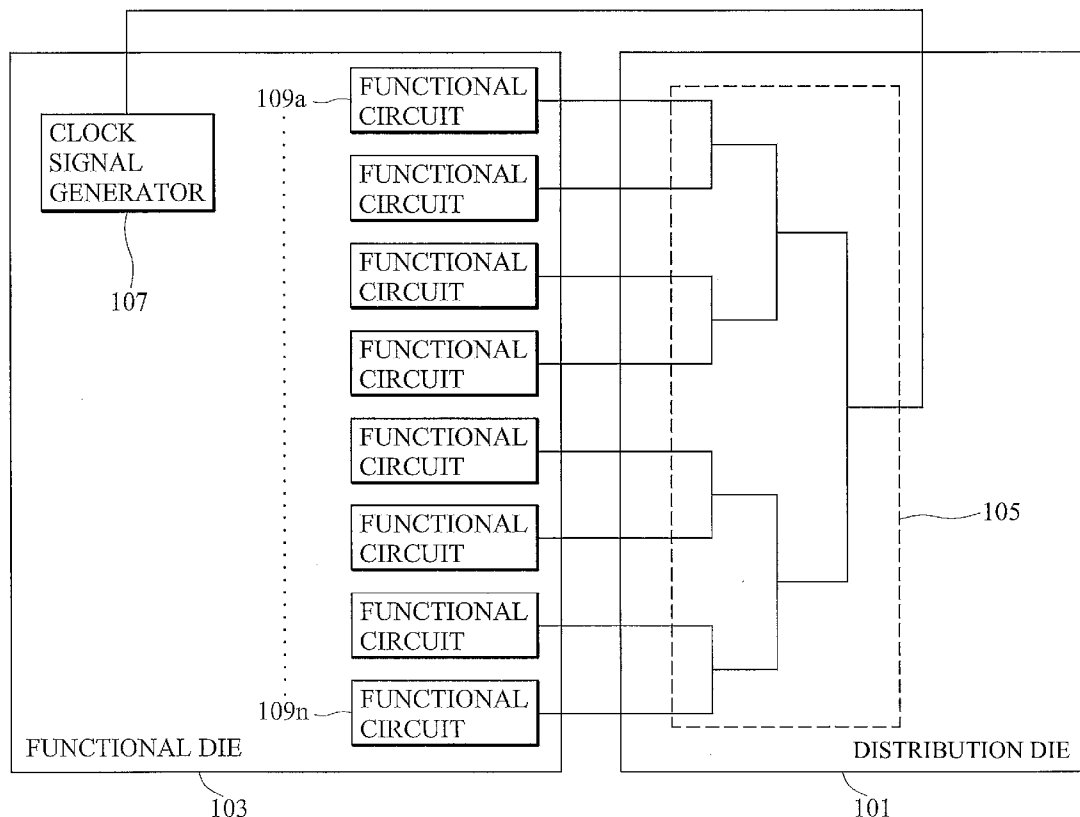 109a
FUNCTIONAL
CIRCUIT
CLOCK
SIGNAL
GENERATOR
107
FUNCTIONAL
CIRCUIT
FUNCTIONAL
CIRCUIT
FUNCTIONAL
CIRCUIT
FUNCTIONAL
CIRCUIT
FUNCTIONAL
CIRCUIT
105
FUNCTIONAL
CIRCUIT
109n
FUNCTIONAL
CIRCUIT
FUNCTIONAL DIE
DISTRIBUTION DIE
103
101